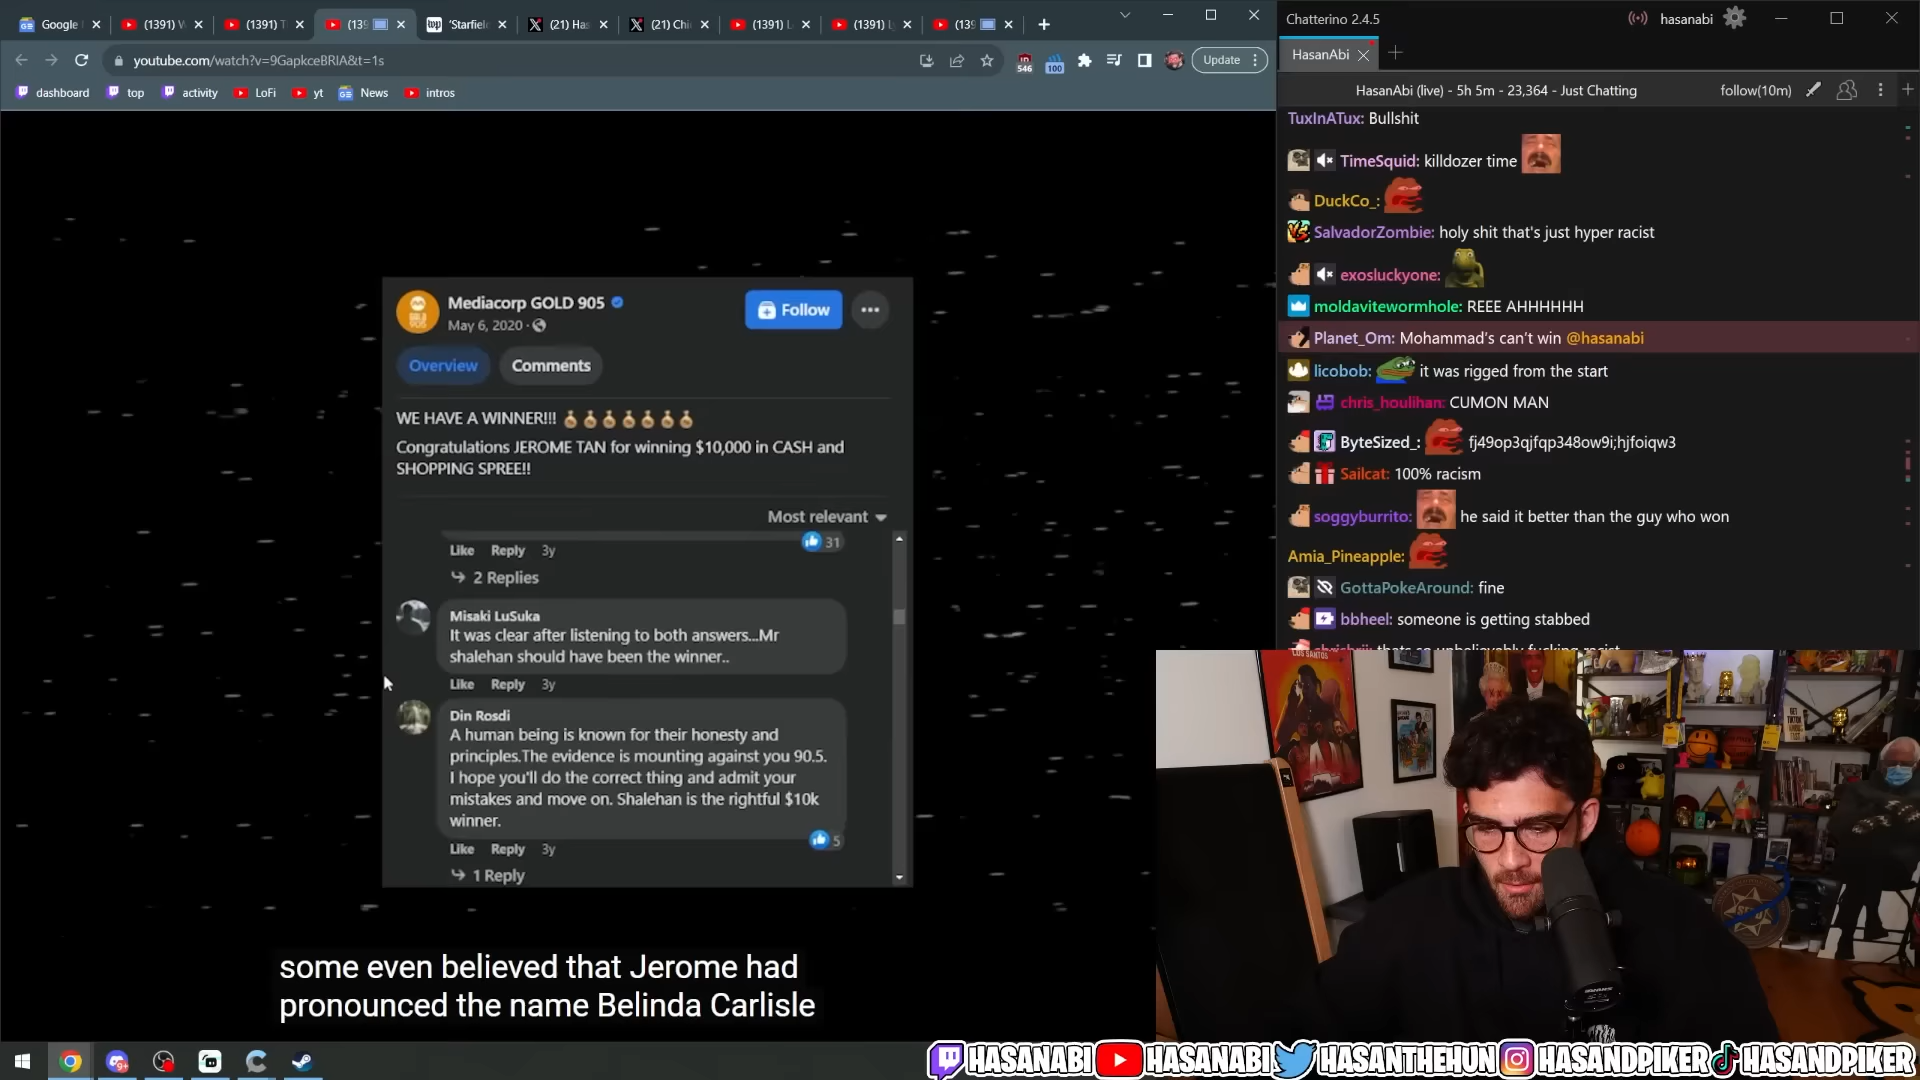 Google
(1391) V
(1391) T
(139
'Starfiel
(21) Ha:
(21) Chi
(1391) L
(1391) Ly
(139
youtube.com/watch?v=9GapkceBRIA&t=1s
546
100
Update
dashboard
top
activity
LoFi
yt
News
intros
Mediacorp GOLD 905
May 6, 2020
Follow
Overview
Comments
WE HAVE A WINNER!!!
Congratulations JEROME TAN for winning $10,000 in CASH and
SHOPPING SPREE!!
Most relevant
31
Like Reply 3y
2 Replies
Misaki LuSuka
It was clear after listening to both answers...Mr
shalehan should have been the winner..
Like Reply 3y
Din Rosdi
A human being is known for their honesty and
principles.The evidence is mounting against you 90.5.
I hope you'll do the correct thing and admit your
mistakes and move on. Shalehan is the rightful $10k
winner.
5
Like Reply 3y
1 Reply
some even believed that Jerome had
pronounced the name Belinda Carlisle
Chatterino 2.4.5
hasanabi
HasanAbi
HasanAbi (live) - 5h 5m - 23,364 - Just Chatting
follow(10m)
TuxInATux: Bullshit
TimeSquid: killdozer time
DuckCo_:
SalvadorZombie: holy shit that's just hyper racist
exosluckyone:
moldavitewormhole: REEE AHHHHHH
Planet_Om: Mohammad's can't win @hasanabi
licobob: it was rigged from the start
chris_houlihan: CUMON MAN
ByteSized_: fj49op3qjfqp348ow9i;hjfoiqw3
Sailcat: 100% racism
soggyburrito: he said it better than the guy who won
Amia_Pineapple:
GottaPokeAround: fine
bbheel: someone is getting stabbed
LOS SANTOS
HASANABI
HASANABI
HASANTHEHUN
HASANDPIKER
HASANDPIKER